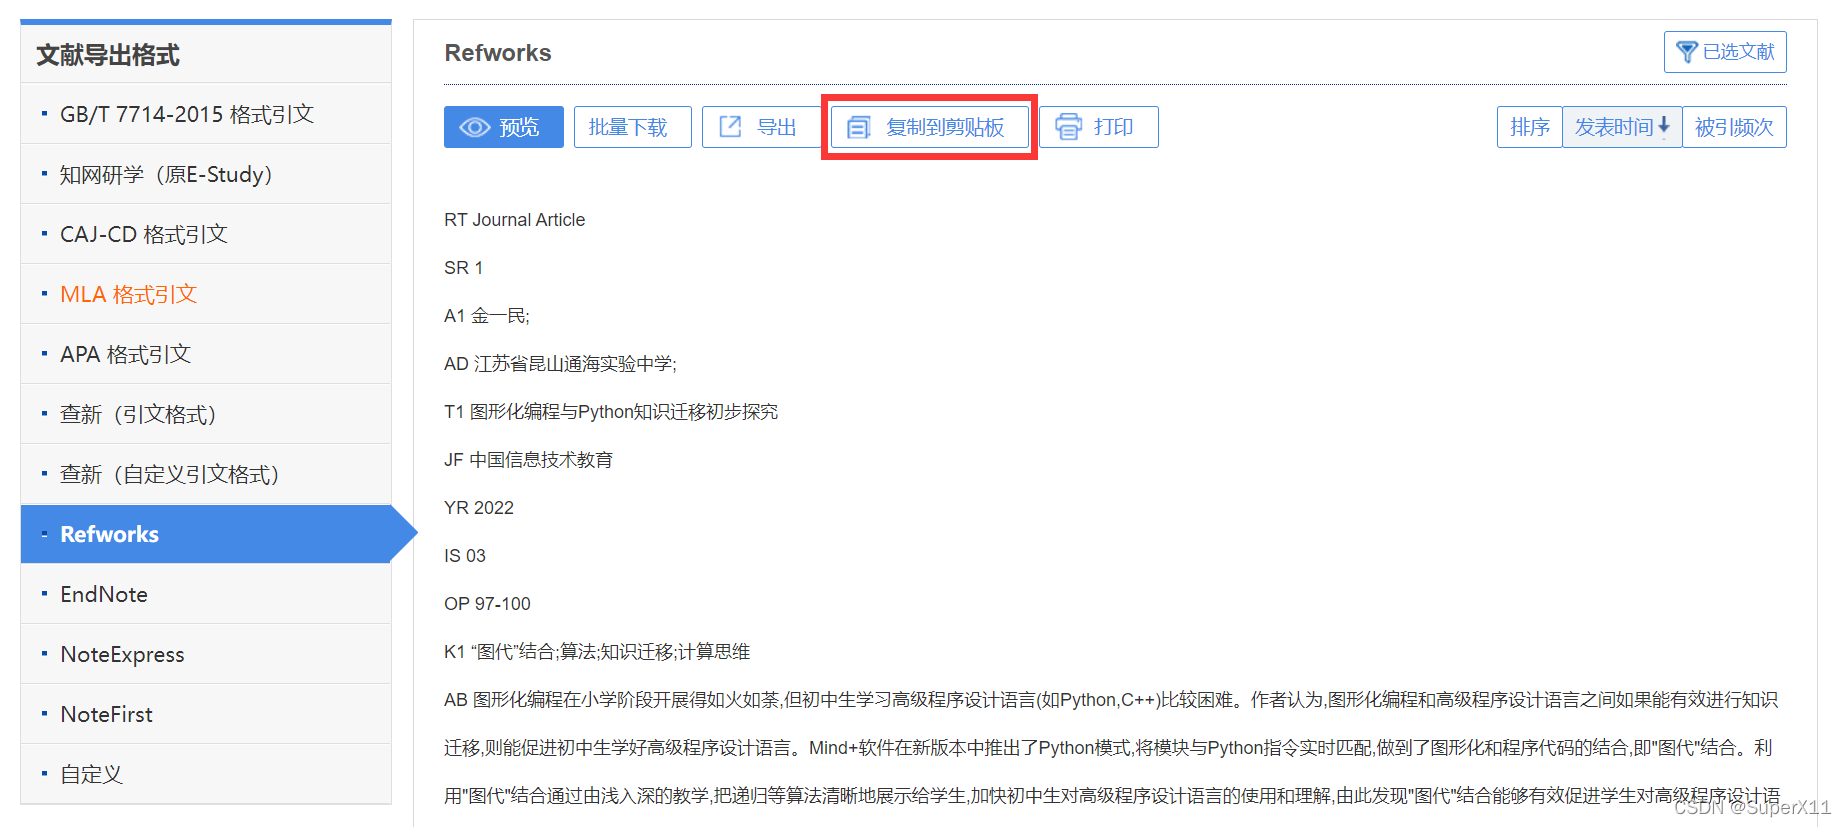 文献导出格式
GB/T 7714-2015 格式引文
知网研学（原E-Study）
CAJ-CD 格式引文
MLA 格式引文
APA 格式引文
查新（引文格式）
查新（自定义引文格式）
Refworks
EndNote
NoteExpress
NoteFirst
自定义
Refworks
已选文献
预览 批量下载 导出 复制到剪贴板 打印 排序 发表时间 被引频次
RT Journal Article
SR 1
A1 金一民;
AD 江苏省昆山通海实验中学;
T1 图形化编程与Python知识迁移初步探究
JF 中国信息技术教育
YR 2022
IS 03
OP 97-100
K1 “图代”结合;算法;知识迁移;计算思维
AB 图形化编程在小学阶段开展得如火如荼,但初中生学习高级程序设计语言(如Python,C++)比较困难。作者认为,图形化编程和高级程序设计语言之间如果能有效进行知识
迁移,则能促进初中生学好高级程序设计语言。Mind+软件在新版本中推出了Python模式,将模块与Python指令实时匹配,做到了图形化和程序代码的结合,即"图代"结合。利
用"图代"结合通过由浅入深的教学,把递归等算法清晰地展示给学生,加快初中生对高级程序设计语言的使用和理解,由此发现"图代"结合能够有效促进学生对高级程序设计语
CSDN @SuperX11